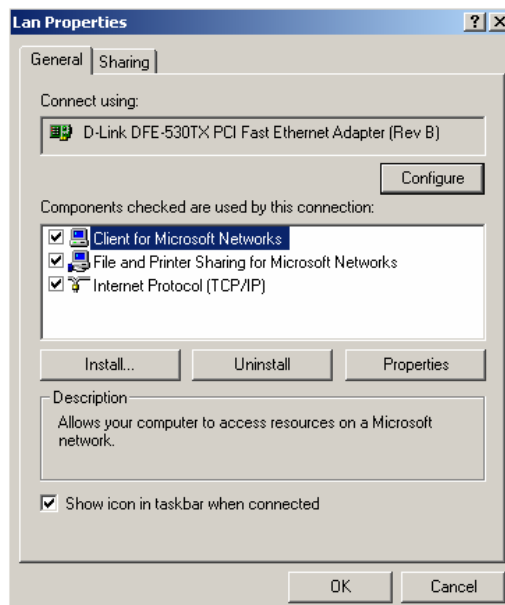 Lan Properties
General
Sharing
Connect using:
D-Link DFE-530TX PCI Fast Ethernet Adapter (Rev B)
Configure
Components checked are used by this connection:
Client for Microsoft Networks
File and Printer Sharing for Microsoft Networks
Internet Protocol (TCP/IP)
Install...
Uninstall
Properties
Description
Allows your computer to access resources on a Microsoft
network.
Show icon in taskbar when connected
OK
Cancel